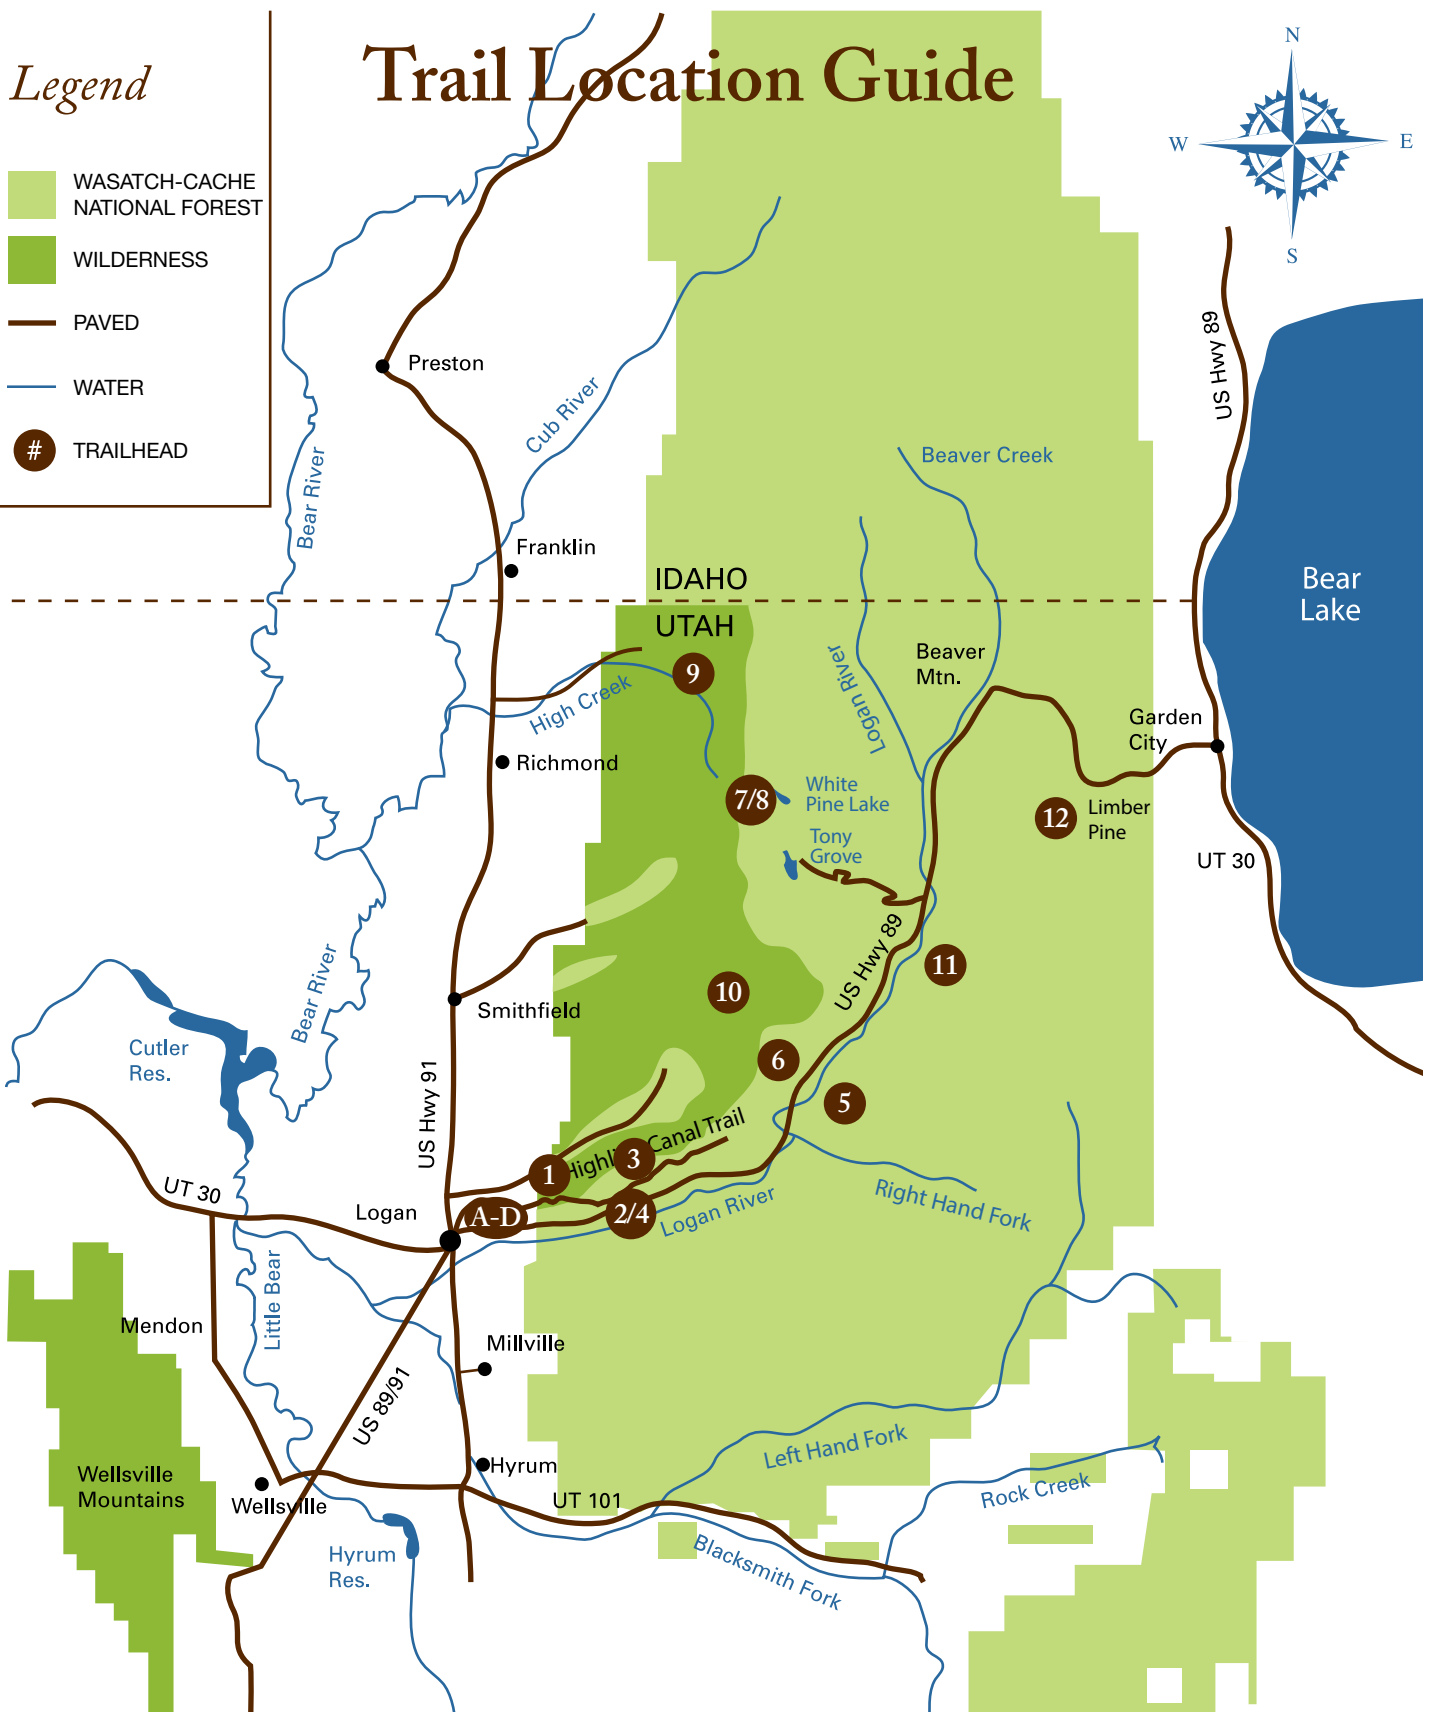 Trail Location Guide
Legend
WASATCH-CACHE
NATIONAL FOREST
WILDERNESS
PAVED
WATER
#
TRAILHEAD
N
W
E
S
US Hwy 89
Preston
Cub River
Bear River
Beaver Creek
Franklin
IDAHO
UTAH
Bear
Lake
9
High Creek
Logan River
Beaver
Mtn.
Garden
City
Richmond
7/8
White
Pine Lake
12
Limber
Pine
Tony
Grove
UT 30
US Hwy 89
11
10
Smithfield
Bear River
Cutler
Res.
6
5
US Hwy 91
Canal Trail
3
1
UT 30
Logan
A-D
2/4
Logan River
Right Hand Fork
Little Bear
Mendon
Millville
US 89/91
Left Hand Fork
Wellsville
Mountains
Hyrum
Wellsville
UT 101
Rock Creek
Hyrum
Res.
Blacksmith Fork